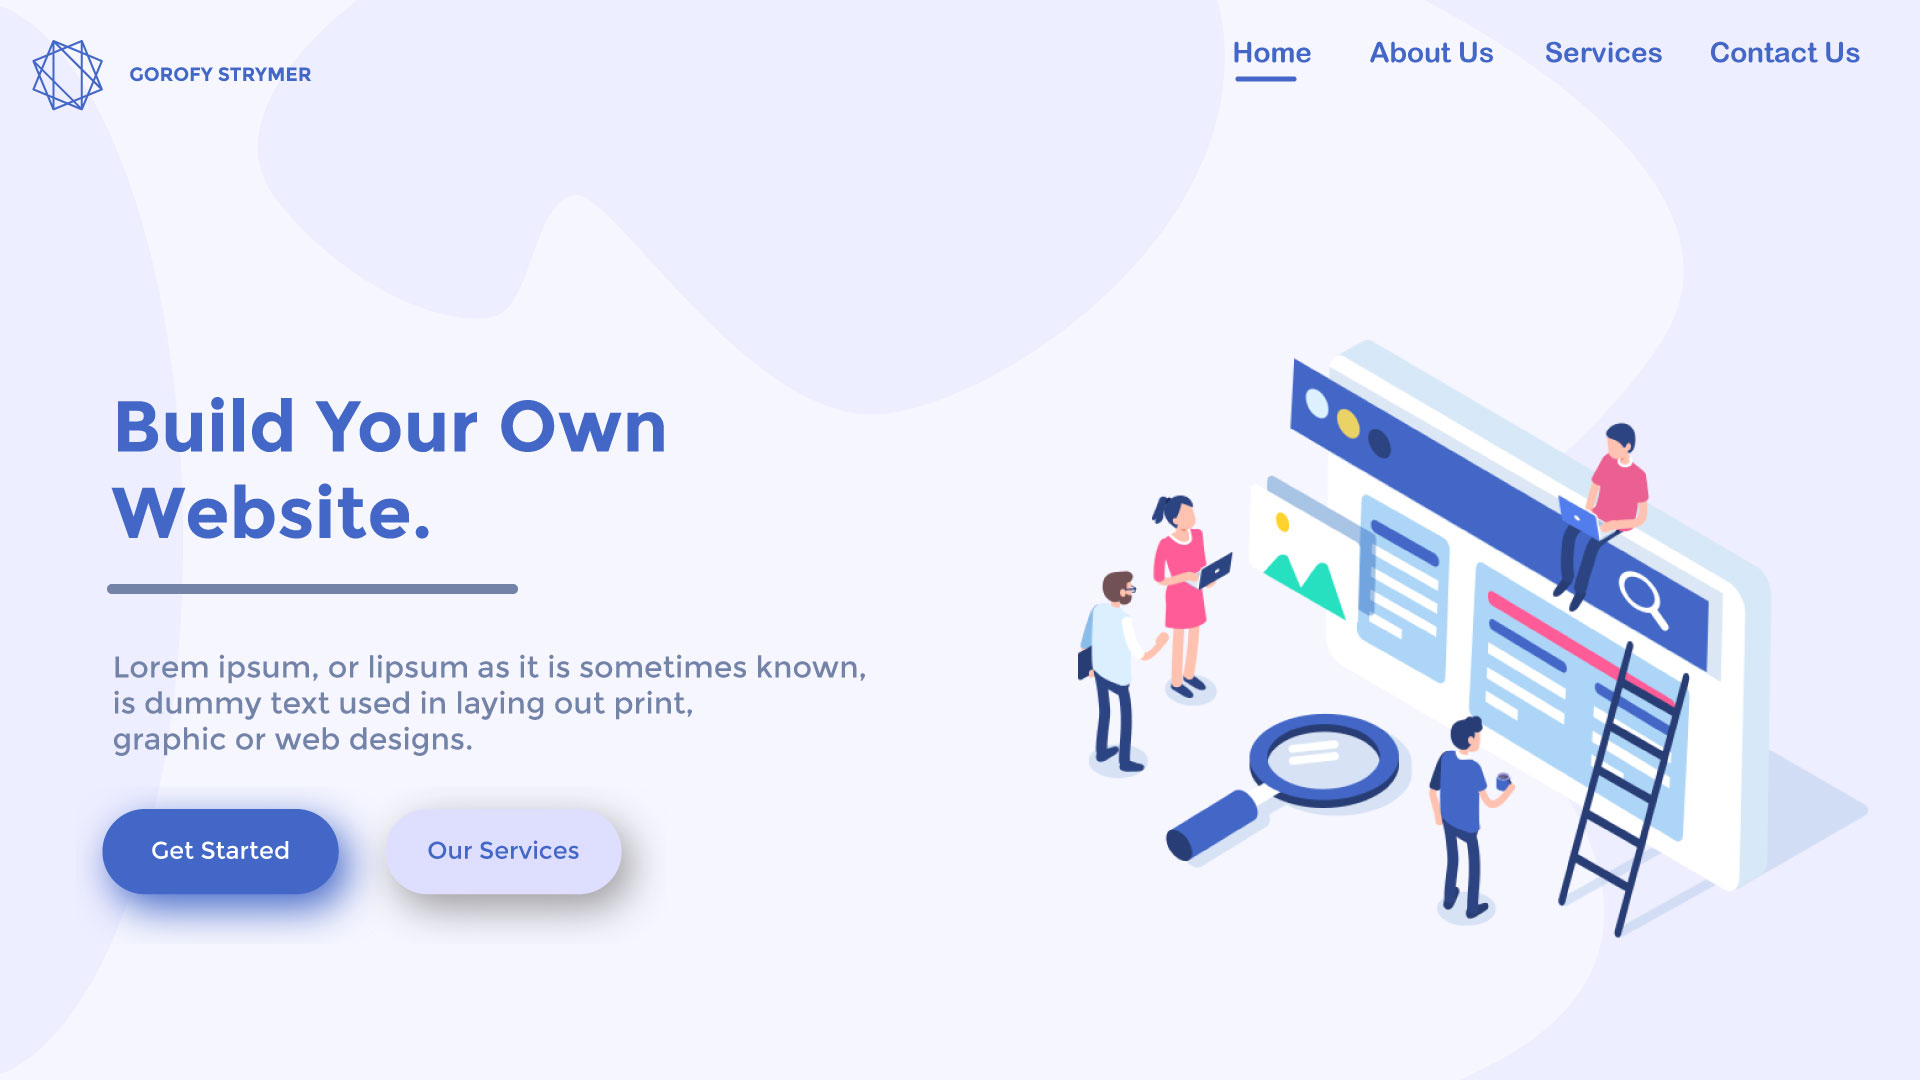 GOROFY STRYMER
Home
About Us
Services
Contact Us
Build Your Own
Website.
Lorem ipsum, or lipsum as it is sometimes known,
is dummy text used in laying out print,
graphic or web designs.
Get Started
Our Services